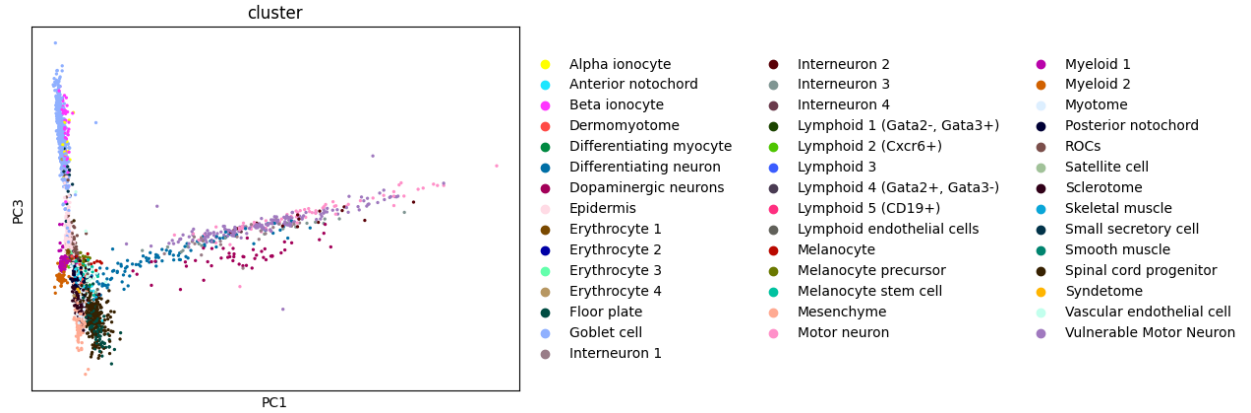 cluster
PC3
PC1
Alpha ionocyte
Anterior notochord
Beta ionocyte
Dermomyotome
Differentiating myocyte
Differentiating neuron
Dopaminergic neurons
Epidermis
Erythrocyte 1
Erythrocyte 2
Erythrocyte 3
Erythrocyte 4
Floor plate
Goblet cell
Interneuron 1
Interneuron 2
Interneuron 3
Interneuron 4
Lymphoid 1 (Gata2-, Gata3+)
Lymphoid 2 (Cxcr6+)
Lymphoid 3
Lymphoid 4 (Gata2+, Gata3-)
Lymphoid 5 (CD19+)
Lymphoid endothelial cells
Melanocyte
Melanocyte precursor
Melanocyte stem cell
Mesenchyme
Motor neuron
Myeloid 1
Myeloid 2
Myotome
Posterior notochord
ROCs
Satellite cell
Sclerotome
Skeletal muscle
Small secretory cell
Smooth muscle
Spinal cord progenitor
Syndetome
Vascular endothelial cell
Vulnerable Motor Neuron